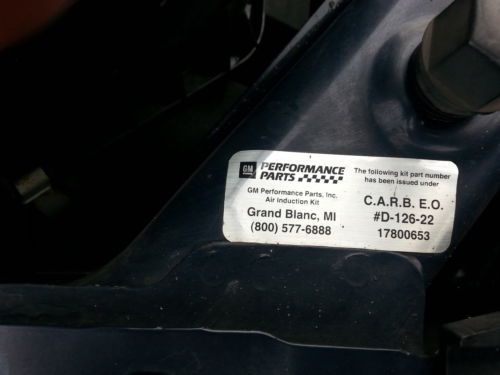 GM PERFORMANCE PARTS
GM Performance Parts, Inc.
Air Induction Kit
Grand Blanc, MI
(800) 577-6888
The following kit part number
has been issued under
C.A.R.B. E.O.
#D-126-22
17800653